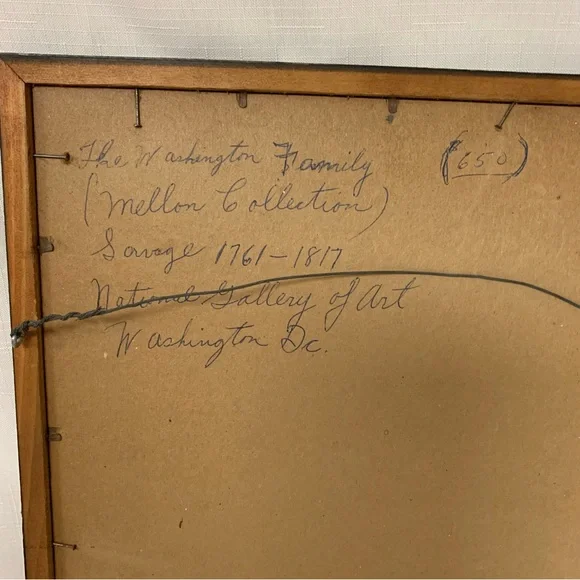 The Washington Family ($650)
(Mellon Collection)
Savage 1761-1817
National Gallery of Art
Washington Dc.